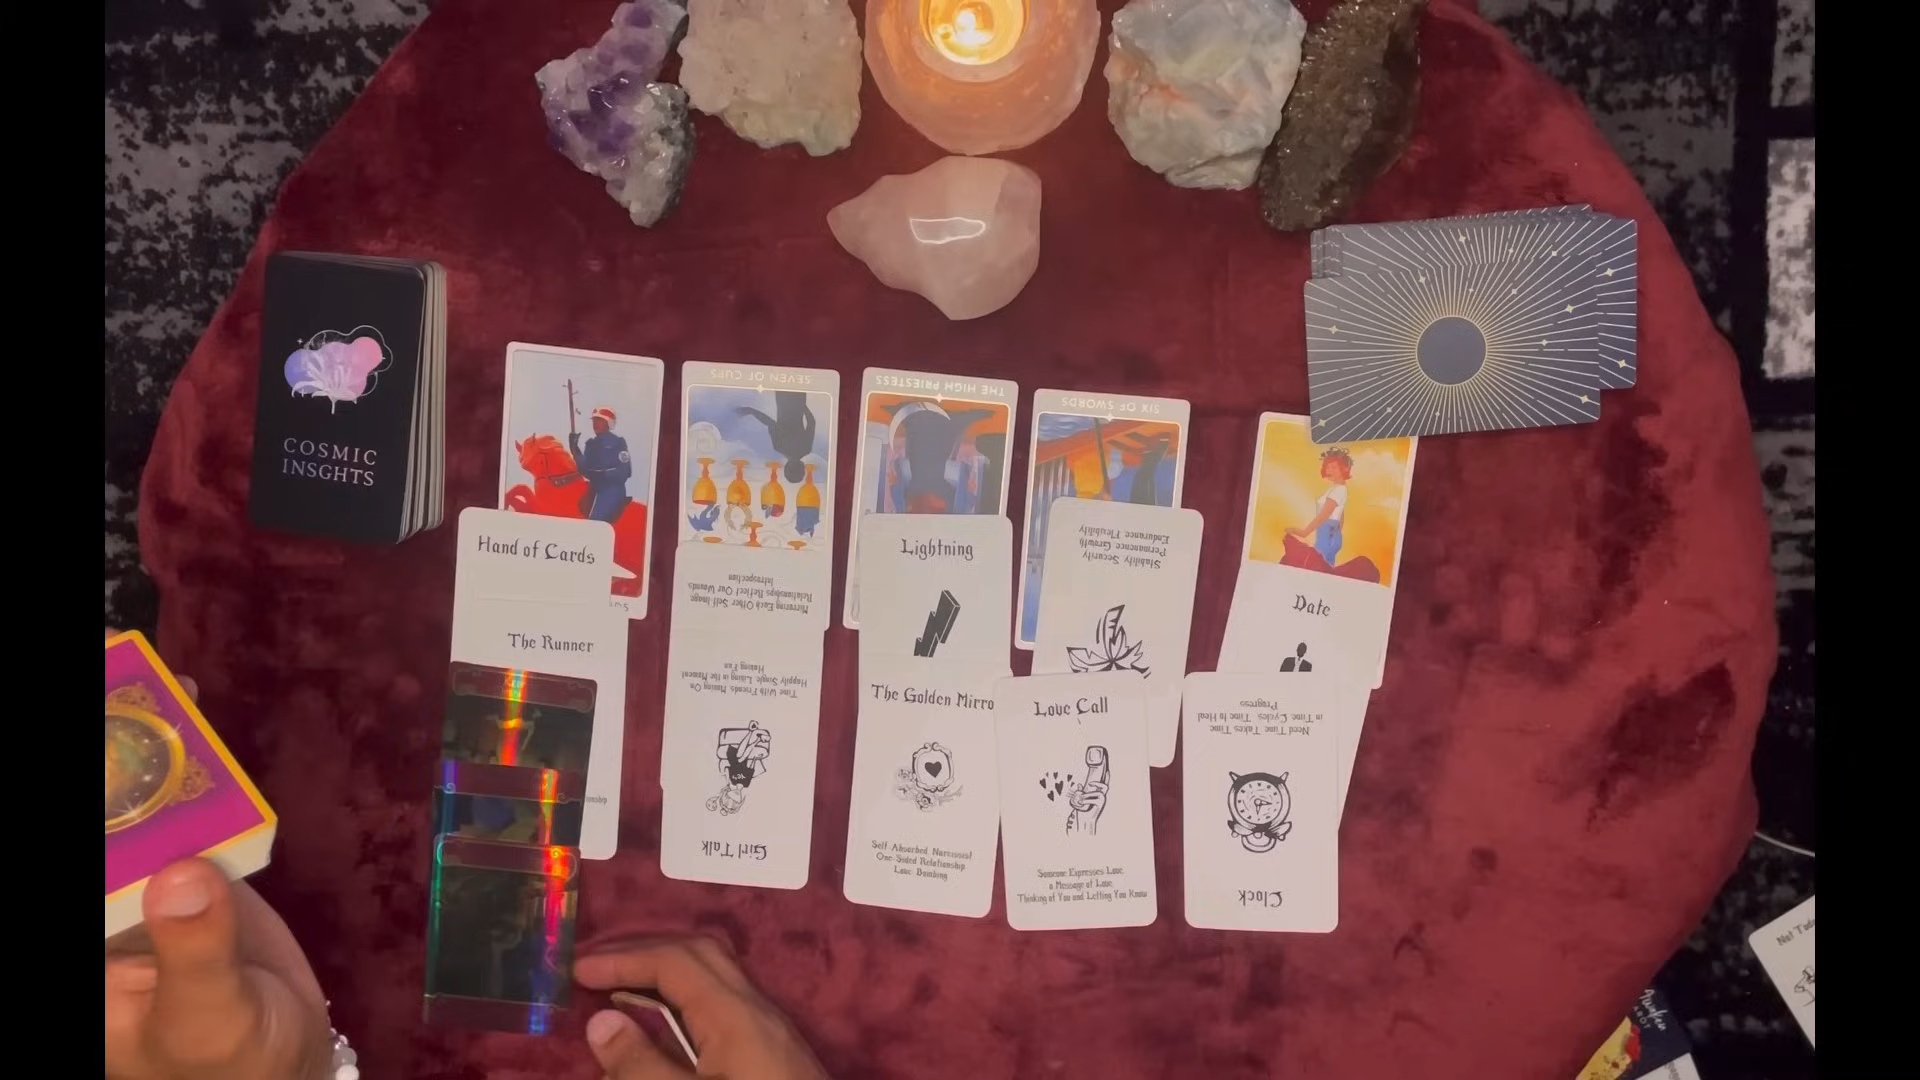 COSMIC
INSGHTS
SEVEN OF CUPS
THE HIGH PRIESTESS
SIX OF SWORDS
Hand of Cards
The Runner
Mirroring Each Other Self-Image
Relationships Reflect Our Wounds
Introspection
Time With Friends Moving On
Happily Single Living in the Moment
Having Fun
Girl Talk
Lightning
The Golden Mirro
Self-Absorbed Narcissist
One-Sided Relationship
Love Bombing
Stability Security
Permanence Growth
Endurance Flexibility
Love Call
Someone Expresses Love
a Message of Love
Thinking of You and Letting You Know
Date
Need Time Takes Time
in Time Cycles Time to Heal
Progress
Clock